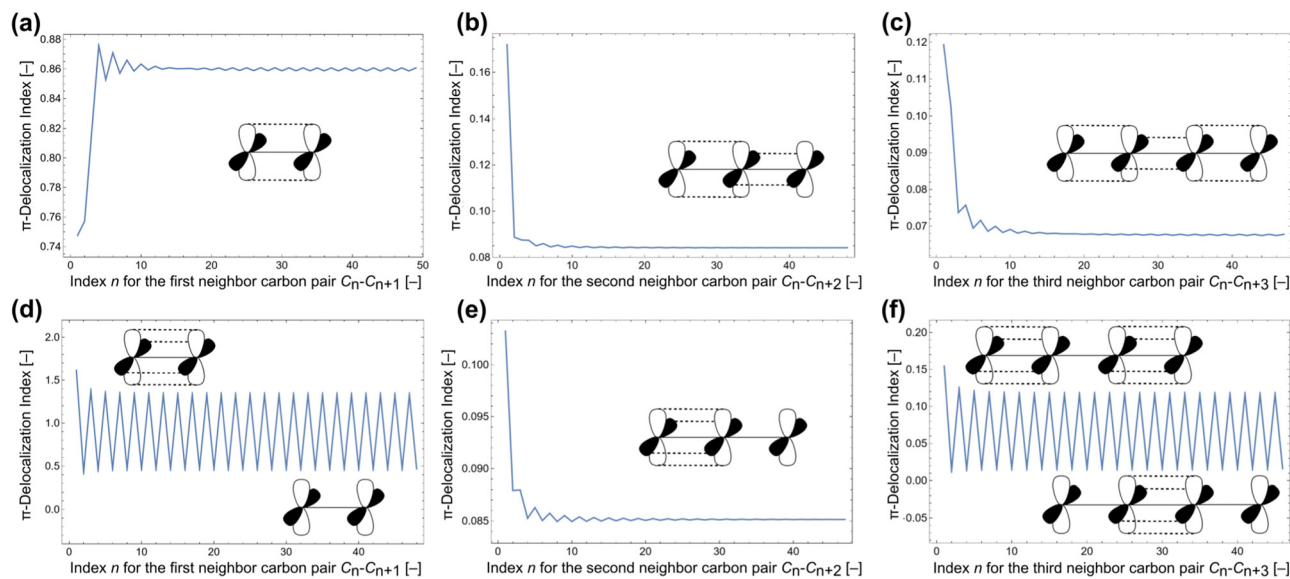 (a)
π-Delocalization Index [–]
0.88
0.86
0.84
0.82
0.80
0.78
0.76
0.74
0 10 20 30 40 50
Index n for the first neighbor carbon pair Cn-Cn+1 [–]
(b)
π-Delocalization Index [–]
0.16
0.14
0.12
0.10
0.08
0 10 20 30 40
Index n for the second neighbor carbon pair Cn-Cn+2 [–]
(c)
π-Delocalization Index [–]
0.12
0.11
0.10
0.09
0.08
0.07
0 10 20 30 40
Index n for the third neighbor carbon pair Cn-Cn+3 [–]
(d)
π-Delocalization Index [–]
2.0
1.5
1.0
0.5
0.0
0 10 20 30 40
Index n for the first neighbor carbon pair Cn-Cn+1 [–]
(e)
π-Delocalization Index [–]
0.100
0.095
0.090
0.085
0 10 20 30 40
Index n for the second neighbor carbon pair Cn-Cn+2 [–]
(f)
π-Delocalization Index [–]
0.20
0.15
0.10
0.05
0.00
-0.05
0 10 20 30 40
Index n for the third neighbor carbon pair Cn-Cn+3 [–]